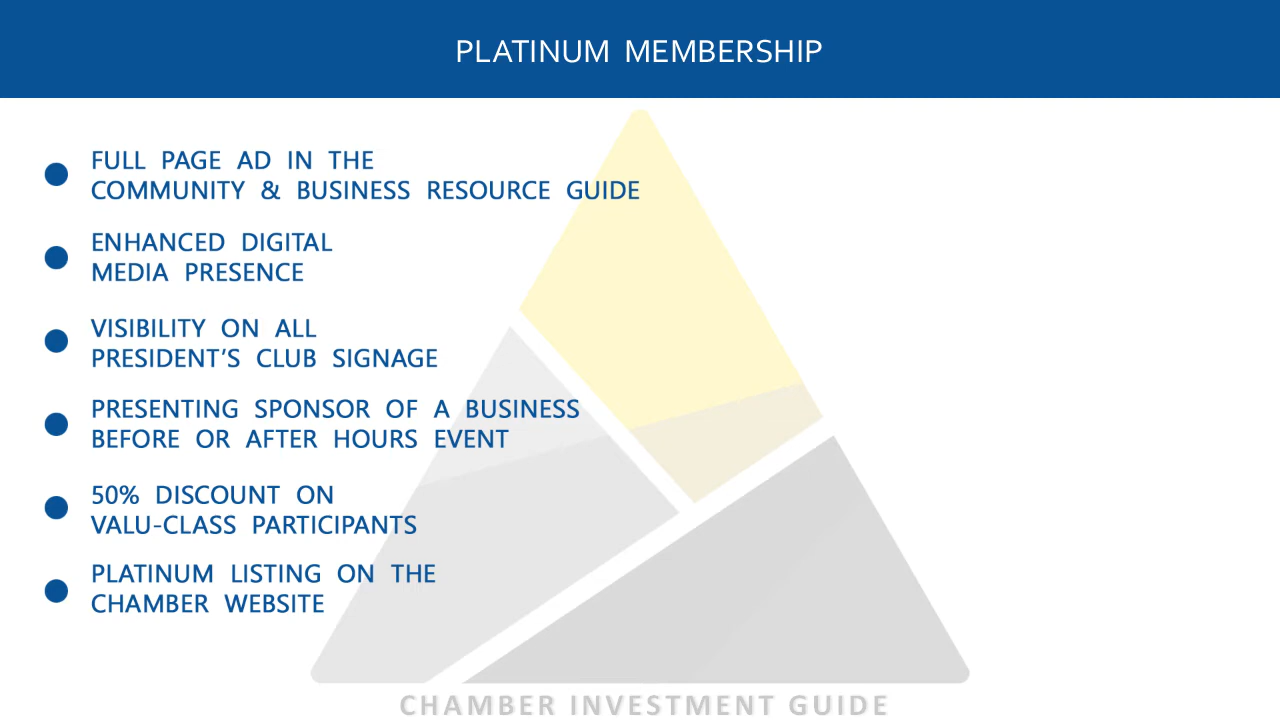 PLATINUM MEMBERSHIP
FULL PAGE AD IN THE
COMMUNITY & BUSINESS RESOURCE GUIDE
ENHANCED DIGITAL
MEDIA PRESENCE
VISIBILITY ON ALL
PRESIDENT'S CLUB SIGNAGE
PRESENTING SPONSOR OF A BUSINESS
BEFORE OR AFTER HOURS EVENT
50% DISCOUNT ON
VALU-CLASS PARTICIPANTS
PLATINUM LISTING ON THE
CHAMBER WEBSITE
CHAMBER INVESTMENT GUIDE